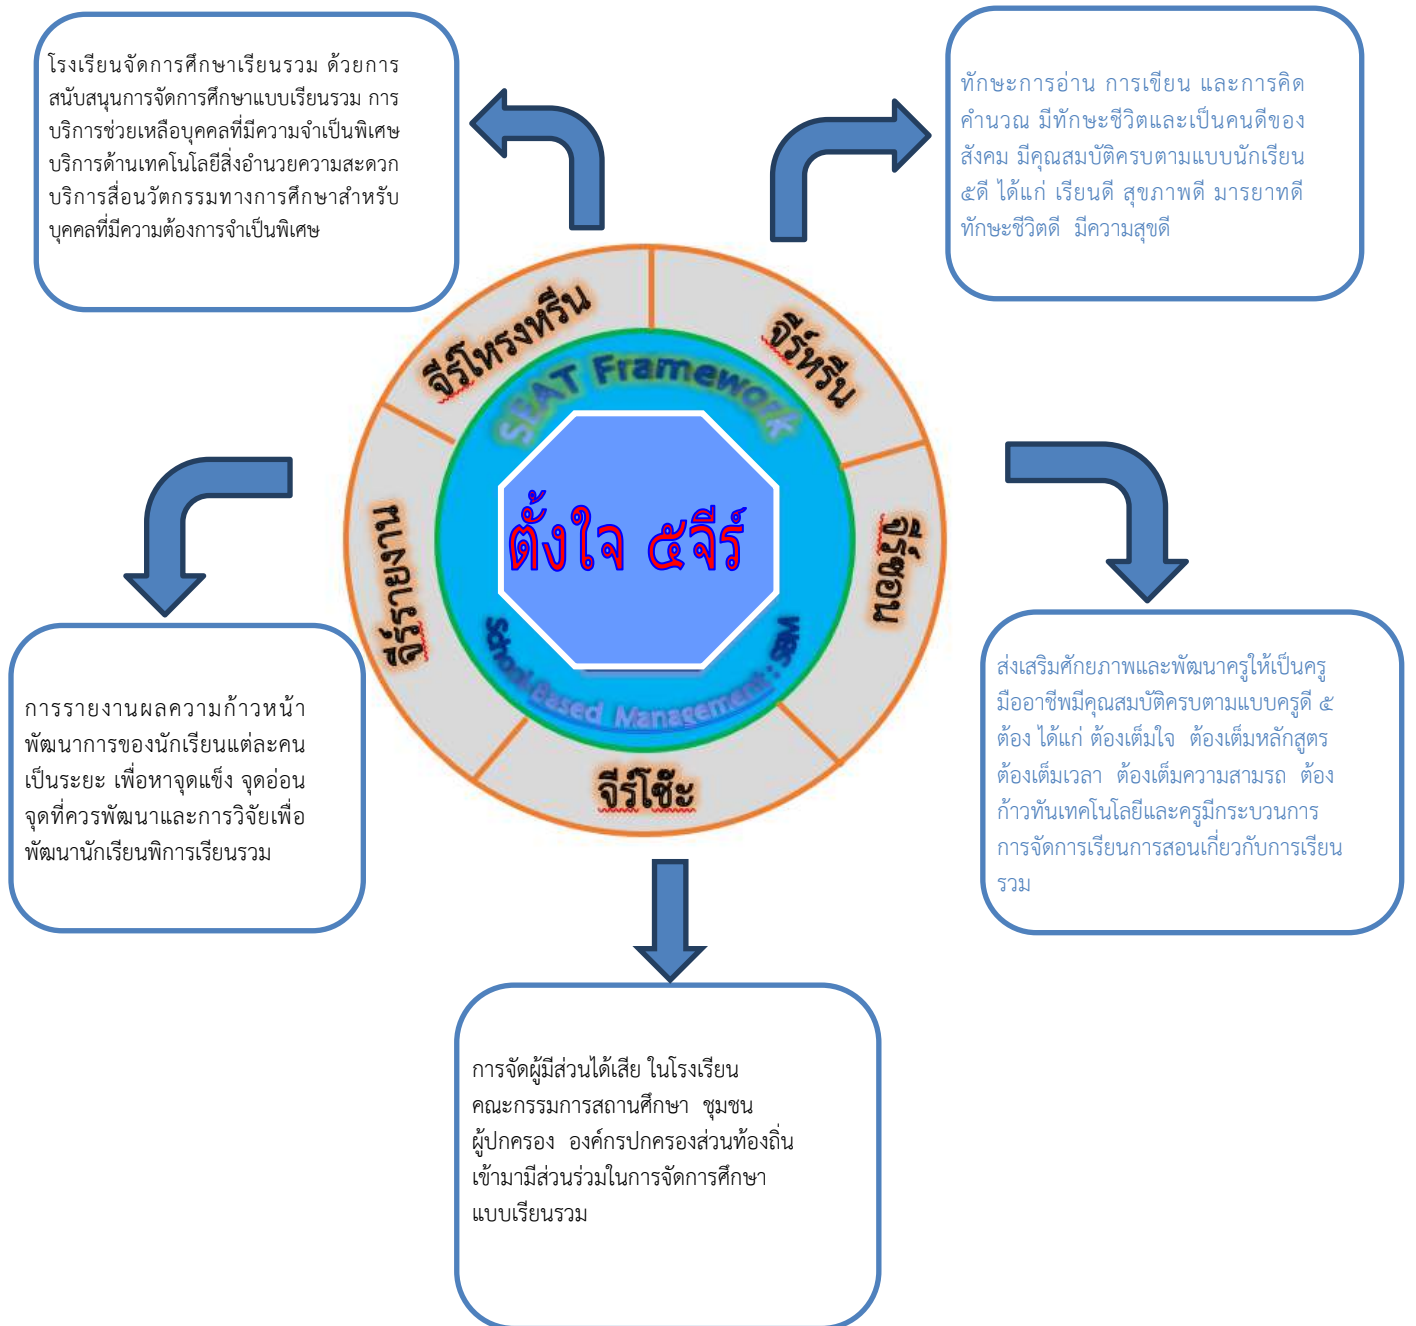 โรงเรียนจัดการศึกษาเรียนรวม ด้วยการ
สนับสนุนการจัดการศึกษาแบบเรียนรวม การ
บริการช่วยเหลือบุคคลที่มีความจำเป็นพิเศษ
บริการด้านเทคโนโลยีสิ่งอำนวยความสะดวก
บริการสื่อนวัตกรรมทางการศึกษาสำหรับ
บุคคลที่มีความต้องการจำเป็นพิเศษ
ทักษะการอ่าน การเขียน และการคิด
คำนวณ มีทักษะชีวิตและเป็นคนดีของ
สังคม มีคุณสมบัติครบตามแบบนักเรียน
๕ดี ได้แก่ เรียนดี สุขภาพดี มารยาทดี
ทักษะชีวิตดี มีความสุขดี
จีร์โหรงหรีน
จีร์หรีน
SEAT Framework
ตั้งใจ ๕จีร์
จีร์รายงาน
จีร์ซอน
School-Based Management : SBM
จีร์โช๊ะ
การรายงานผลความก้าวหน้า
พัฒนาการของนักเรียนแต่ละคน
เป็นระยะ เพื่อหาจุดแข็ง จุดอ่อน
จุดที่ควรพัฒนาและการวิจัยเพื่อ
พัฒนานักเรียนพิการเรียนรวม
ส่งเสริมศักยภาพและพัฒนาครูให้เป็นครู
มืออาชีพมีคุณสมบัติครบตามแบบครูดี ๕
ต้อง ได้แก่ ต้องเต็มใจ ต้องเต็มหลักสูตร
ต้องเต็มเวลา ต้องเต็มความสามรถ ต้อง
ก้าวทันเทคโนโลยีและครูมีกระบวนการ
การจัดการเรียนการสอนเกี่ยวกับการเรียน
รวม
การจัดผู้มีส่วนได้เสีย ในโรงเรียน
คณะกรรมการสถานศึกษา ชุมชน
ผู้ปกครอง องค์กรปกครองส่วนท้องถิ่น
เข้ามามีส่วนร่วมในการจัดการศึกษา
แบบเรียนรวม